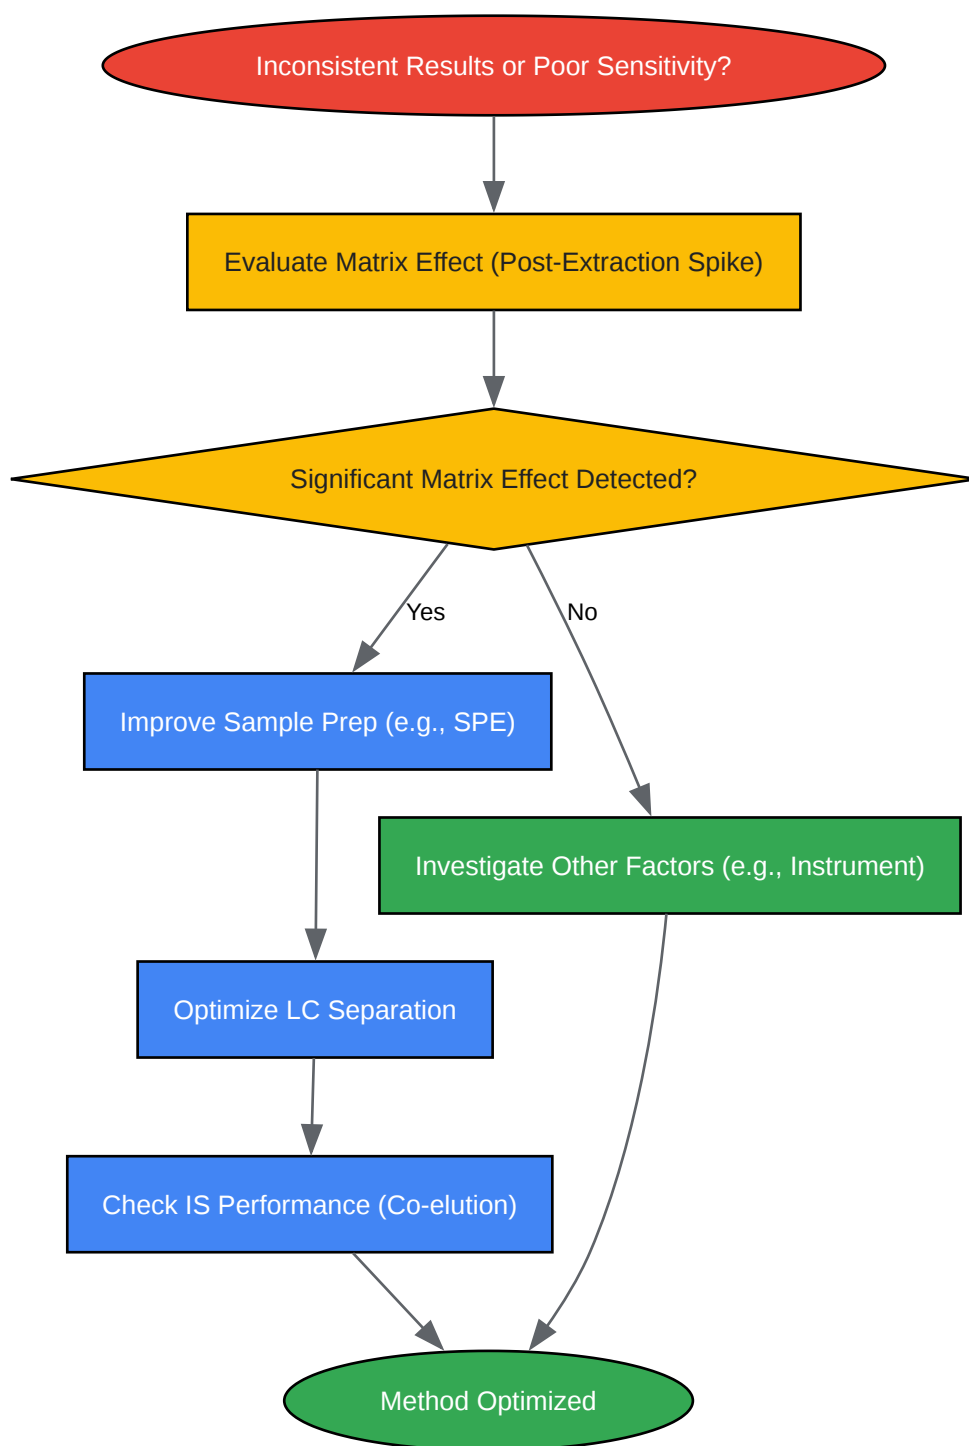 Inconsistent Results or Poor Sensitivity?
Evaluate Matrix Effect (Post-Extraction Spike)
Significant Matrix Effect Detected?
Yes
No
Improve Sample Prep (e.g., SPE)
Investigate Other Factors (e.g., Instrument)
Optimize LC Separation
Check IS Performance (Co-elution)
Method Optimized